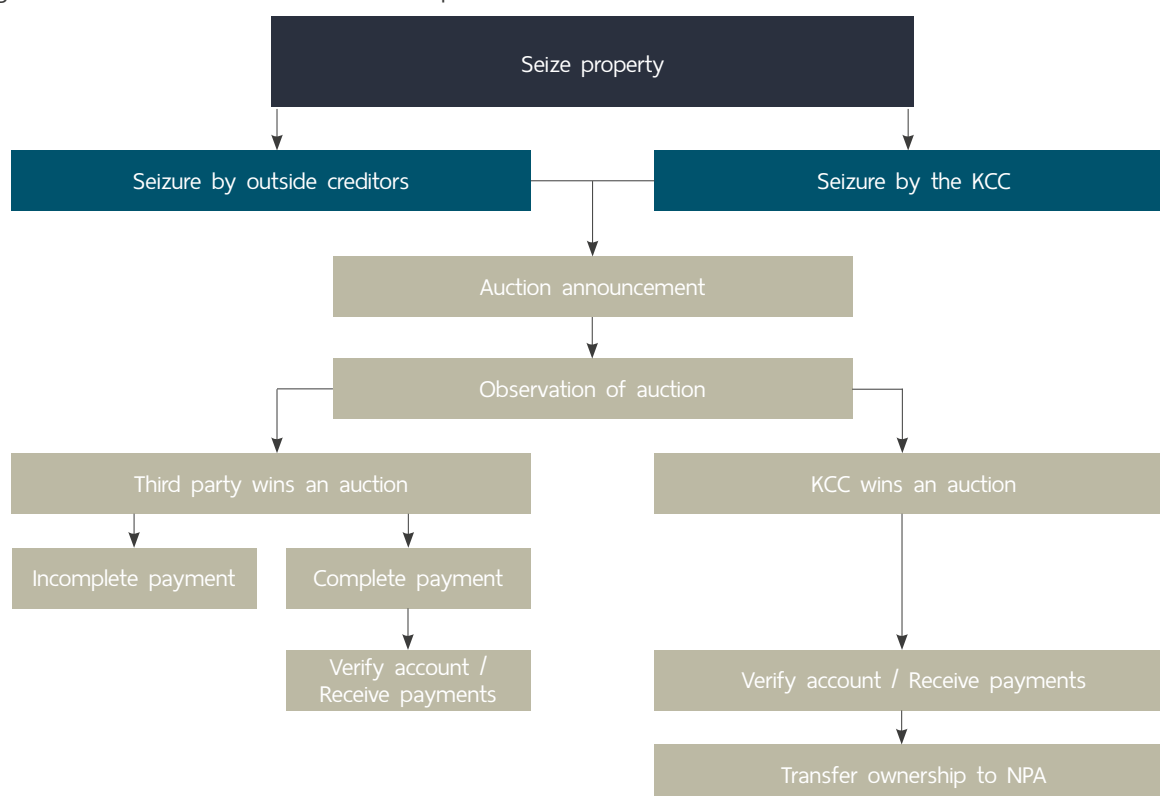 Seize property
Seizure by outside creditors
Seizure by the KCC
Auction announcement
Observation of auction
Third party wins an auction
KCC wins an auction
Incomplete payment
Complete payment
Verify account /
Receive payments
Verify account / Receive payments
Transfer ownership to NPA